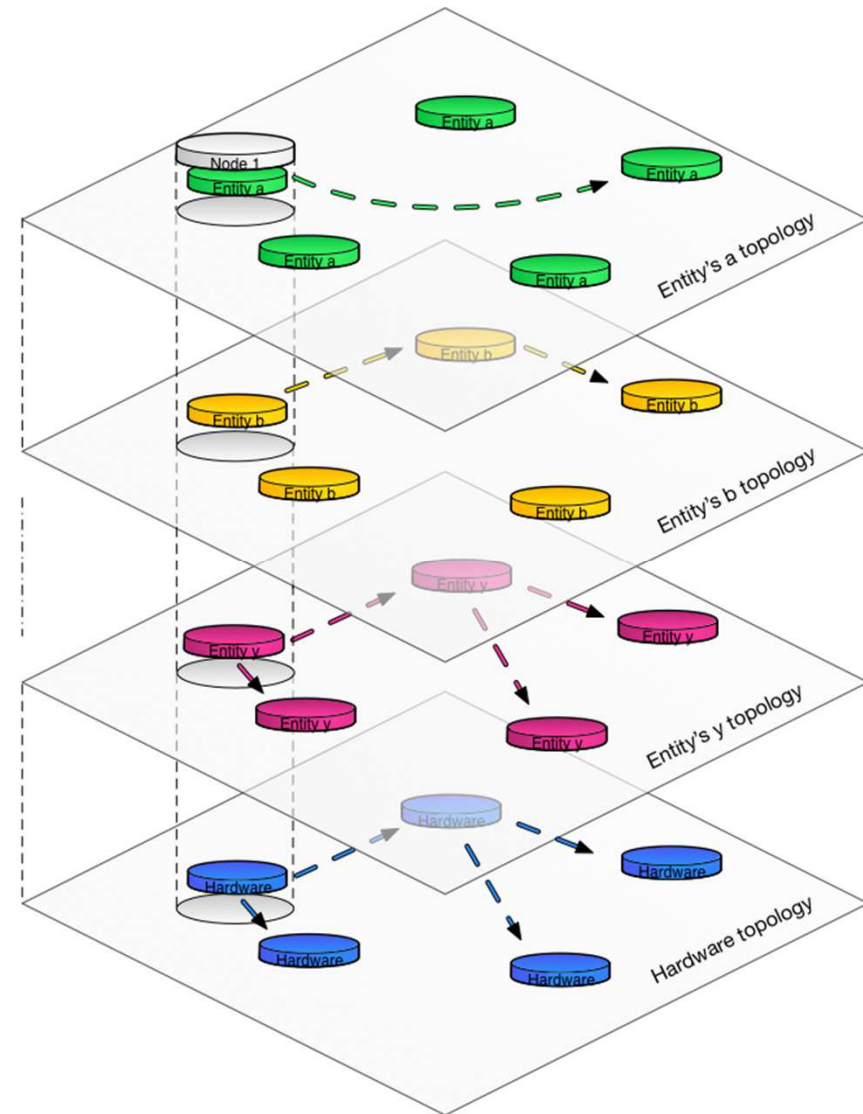 Entity a
Node 1
Entity a
Entity a
Entity a
Entity a
Entity's a topology
Entity b
Entity b
Entity b
Entity b
Entity b
Entity's b topology
Entity y
Entity y
Entity y
Entity y
Entity y
Entity's y topology
Hardware
Hardware
Hardware
Hardware
Hardware
Hardware topology